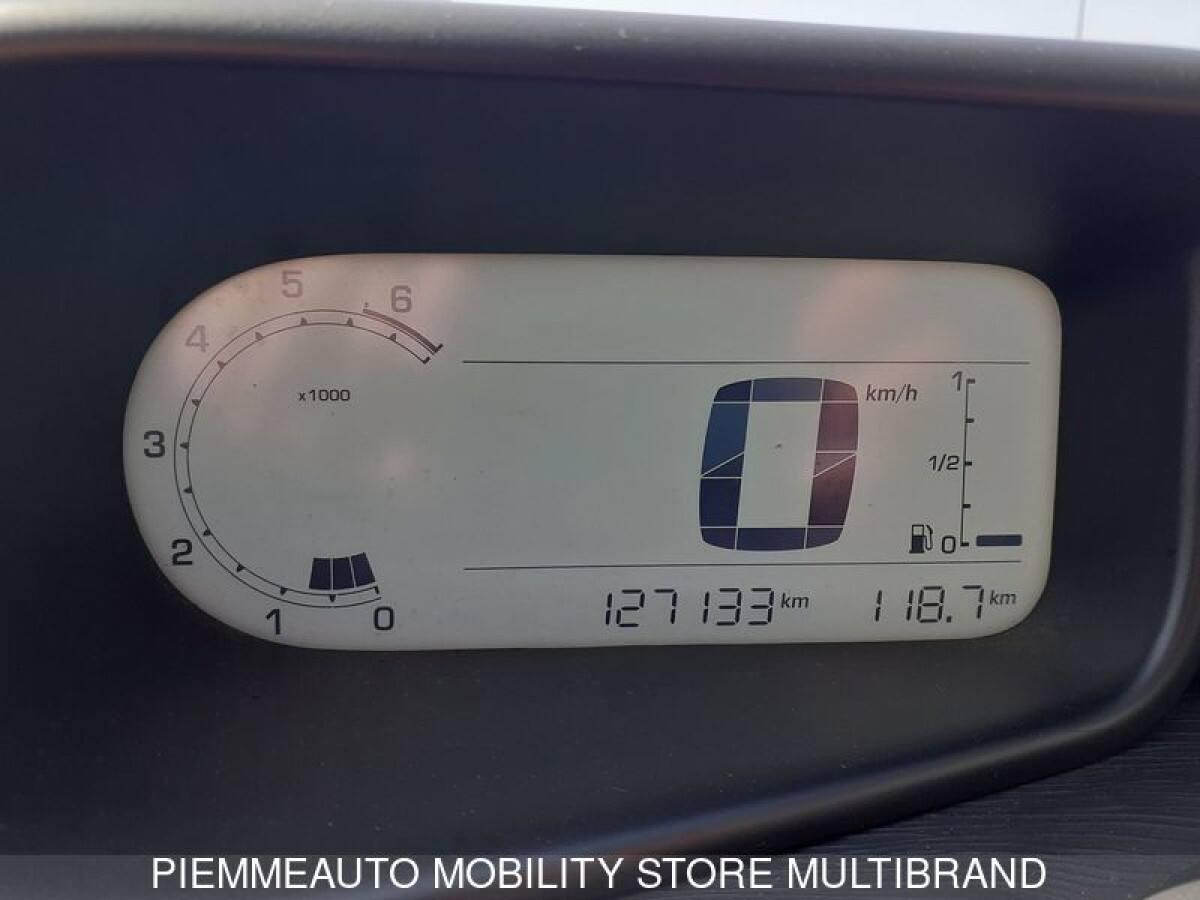 5
6
4
x1000
km/h
1
3
1/2
2
0
1
0
127133 km
118.7 km
PIEMMEAUTO MOBILITY STORE MULTIBRAND